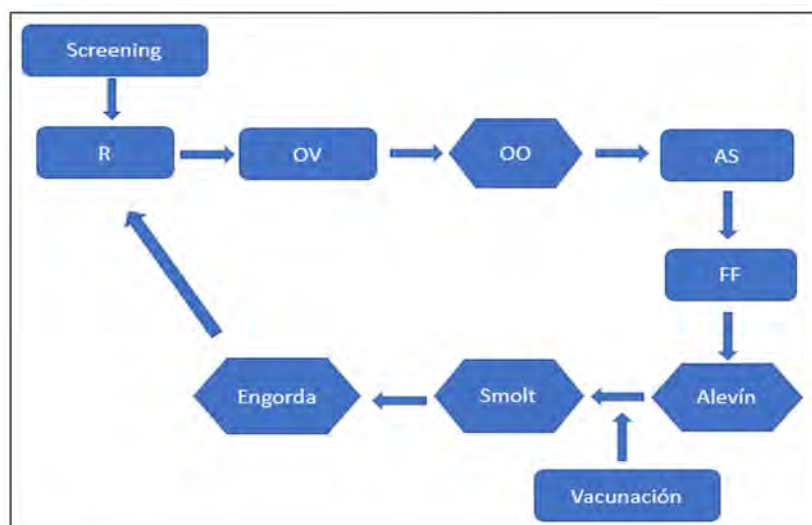 Screening
R
OV
OO
AS
FF
Engorda
Smolt
Alevín
Vacunación